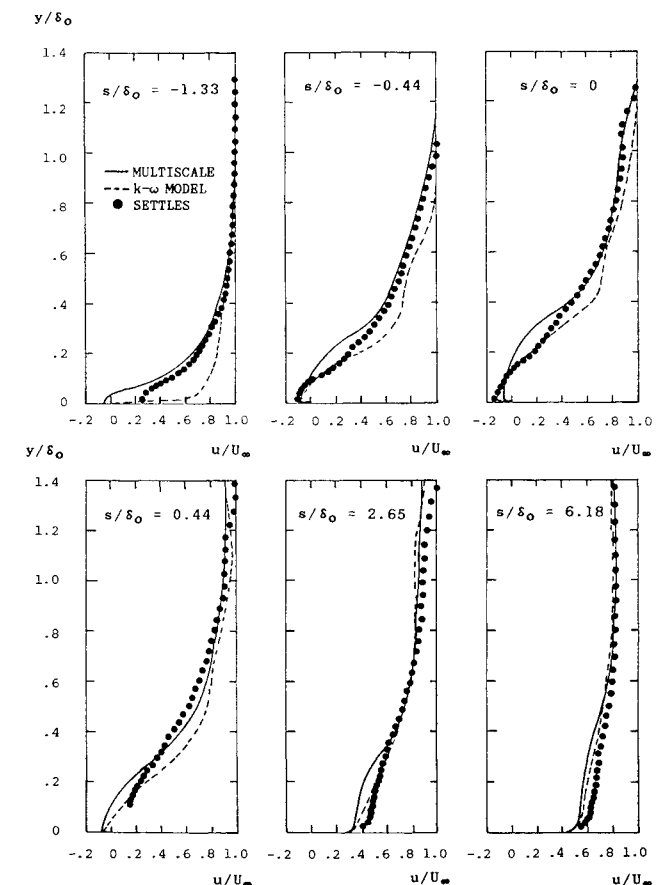 y/δo
1.4
1.2
1.0
.8
.6
.4
.2
0
s/δo = -1.33
MULTISCALE
k-ω MODEL
SETTLES
s/δo = -0.44
s/δo = 0
-.2 0 .2 .4 .6 .8 1.0
-.2 0 .2 .4 .6 .8 1.0
-.2 0 .2 .4 .6 .8 1.0
u/U∞
u/U∞
u/U∞
y/δo
1.4
1.2
1.0
.8
.6
.4
.2
0
s/δo = 0.44
s/δo = 2.65
s/δo = 6.18
-.2 0 .2 .4 .6 .8 1.0
-.2 0 .2 .4 .6 .8 1.0
-.2 0 .2 .4 .6 .8 1.0
u/U∞
u/U∞
u/U∞